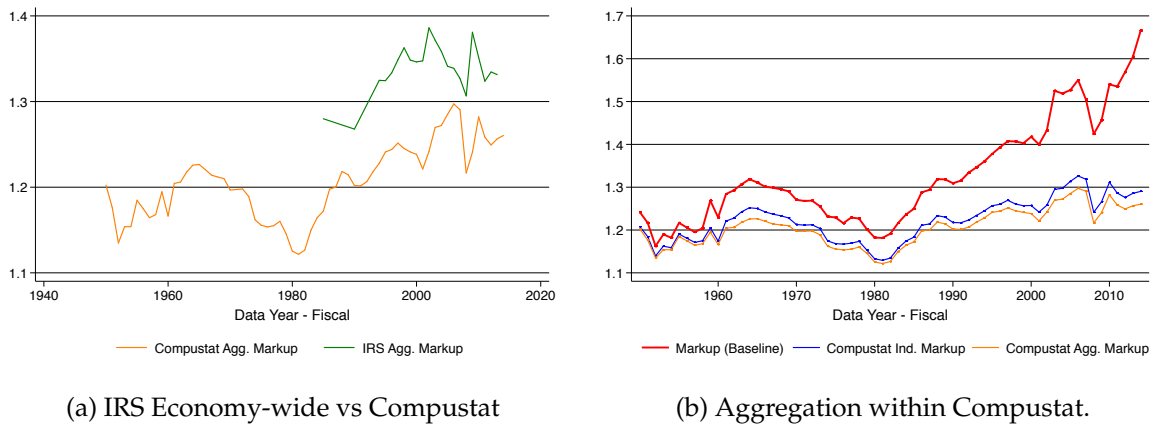 1.4
1.3
1.2
1.1
1940
1960
1980
2000
2020
Data Year - Fiscal
Compustat Agg. Markup
IRS Agg. Markup
(a) IRS Economy-wide vs Compustat
1.7
1.6
1.5
1.4
1.3
1.2
1.1
1960
1970
1980
1990
2000
2010
Data Year - Fiscal
Markup (Baseline)
Compustat Ind. Markup
Compustat Agg. Markup
(b) Aggregation within Compustat.